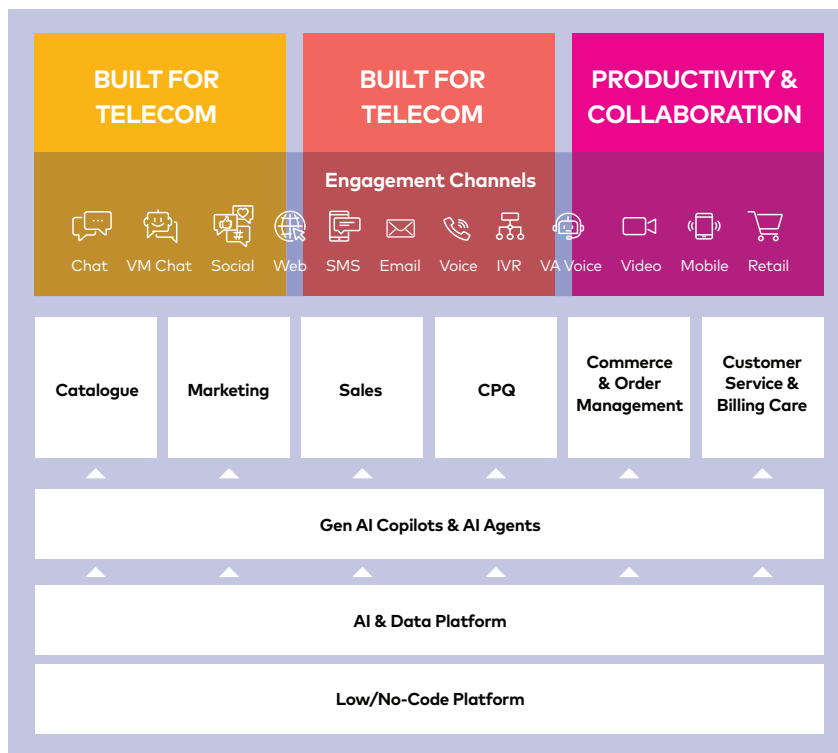 BUILT FOR
TELECOM
BUILT FOR
TELECOM
PRODUCTIVITY &
COLLABORATION
Engagement Channels
Chat VM Chat Social Web SMS Email Voice IVR VA Voice Video Mobile Retail
Catalogue
Marketing
Sales
CPQ
Commerce
& Order
Management
Customer
Service &
Billing Care
Gen AI Copilots & AI Agents
AI & Data Platform
Low/No-Code Platform